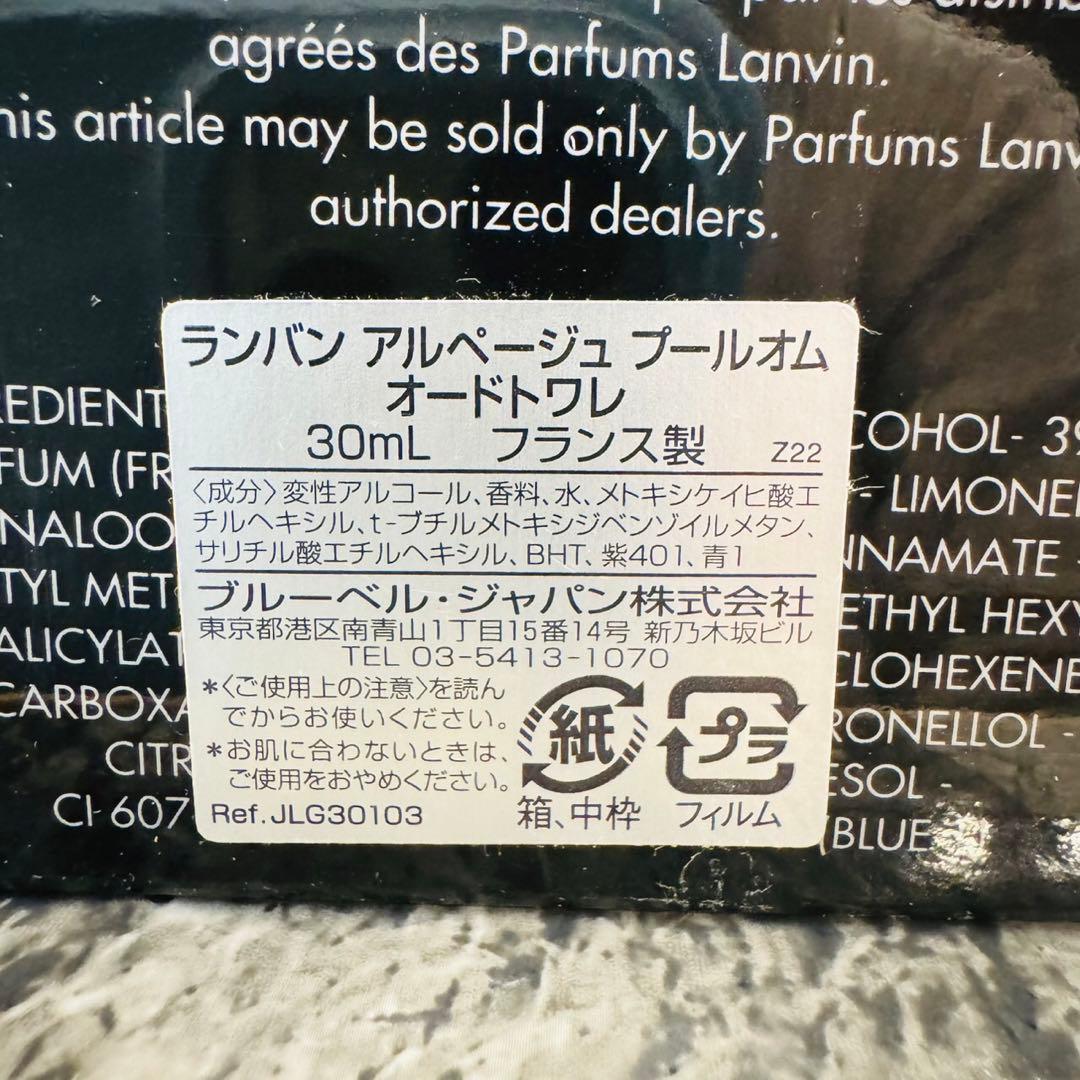 agréés des Parfums Lanvin.
his article may be sold only by Parfums Lanv
authorized dealers.
ランバン アルページュ プールオム
オードトワレ
30mL フランス製 Z22
〈成分〉変性アルコール、香料、水、メトキシケイヒ酸エ
チルヘキシル、t-ブチルメトキシジベンゾイルメタン、
サリチル酸エチルヘキシル、BHT、紫401、青1
ブルーベル・ジャパン株式会社
東京都港区南青山1丁目15番14号 新乃木坂ビル
TEL 03-5413-1070
*〈ご使用上の注意〉を読ん
でからお使いください。
*お肌に合わないときは、
ご使用をおやめください。
Ref.JLG30103
紙
箱、中枠
プラ
フィルム
REDIENT COHOL- 39
FUM (FR - LIMONE
NALOO NNAMATE -
TYL MET ETHYL HEXY
ALICYLAT CLOHEXENE
CARBOXA RONELLOL -
CITR ESOL -
CI 607 (BLUE